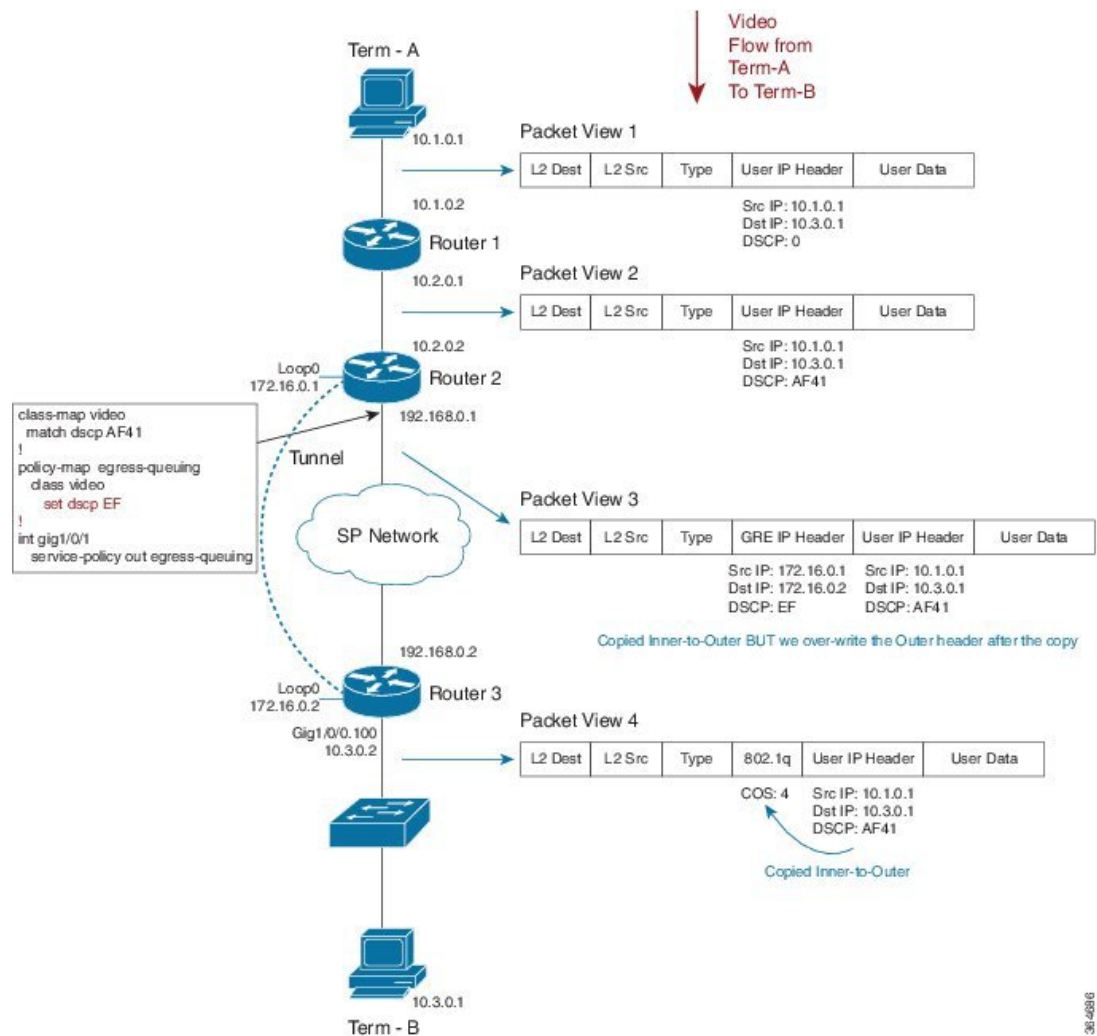 Video
Flow from
Term-A
To Term-B
Term - A
10.1.0.1
Packet View 1
L2 Dest L2 Src Type User IP Header User Data
Src IP: 10.1.0.1
Dst IP: 10.3.0.1
DSCP: 0
10.1.0.2
Router 1
10.2.0.1
Packet View 2
L2 Dest L2 Src Type User IP Header User Data
Src IP: 10.1.0.1
Dst IP: 10.3.0.1
DSCP: AF41
10.2.0.2
Loop0
172.16.0.1
Router 2
192.168.0.1
class-map video
match dscp AF41
!
policy-map egress-queuing
class video
set dscp EF
!
int gig1/0/1
service-policy out egress-queuing
Tunnel
SP Network
Packet View 3
L2 Dest L2 Src Type GRE IP Header User IP Header User Data
Src IP: 172.16.0.1 Src IP: 10.1.0.1
Dst IP: 172.16.0.2 Dst IP: 10.3.0.1
DSCP: EF DSCP: AF41
Copied Inner-to-Outer BUT we over-write the Outer header after the copy
192.168.0.2
Loop0
172.16.0.2
Router 3
Gig1/0/0.100
10.3.0.2
Packet View 4
L2 Dest L2 Src Type 802.1q User IP Header User Data
COS: 4 Src IP: 10.1.0.1
Dst IP: 10.3.0.1
DSCP: AF41
Copied Inner-to-Outer
10.3.0.1
Term - B
364686